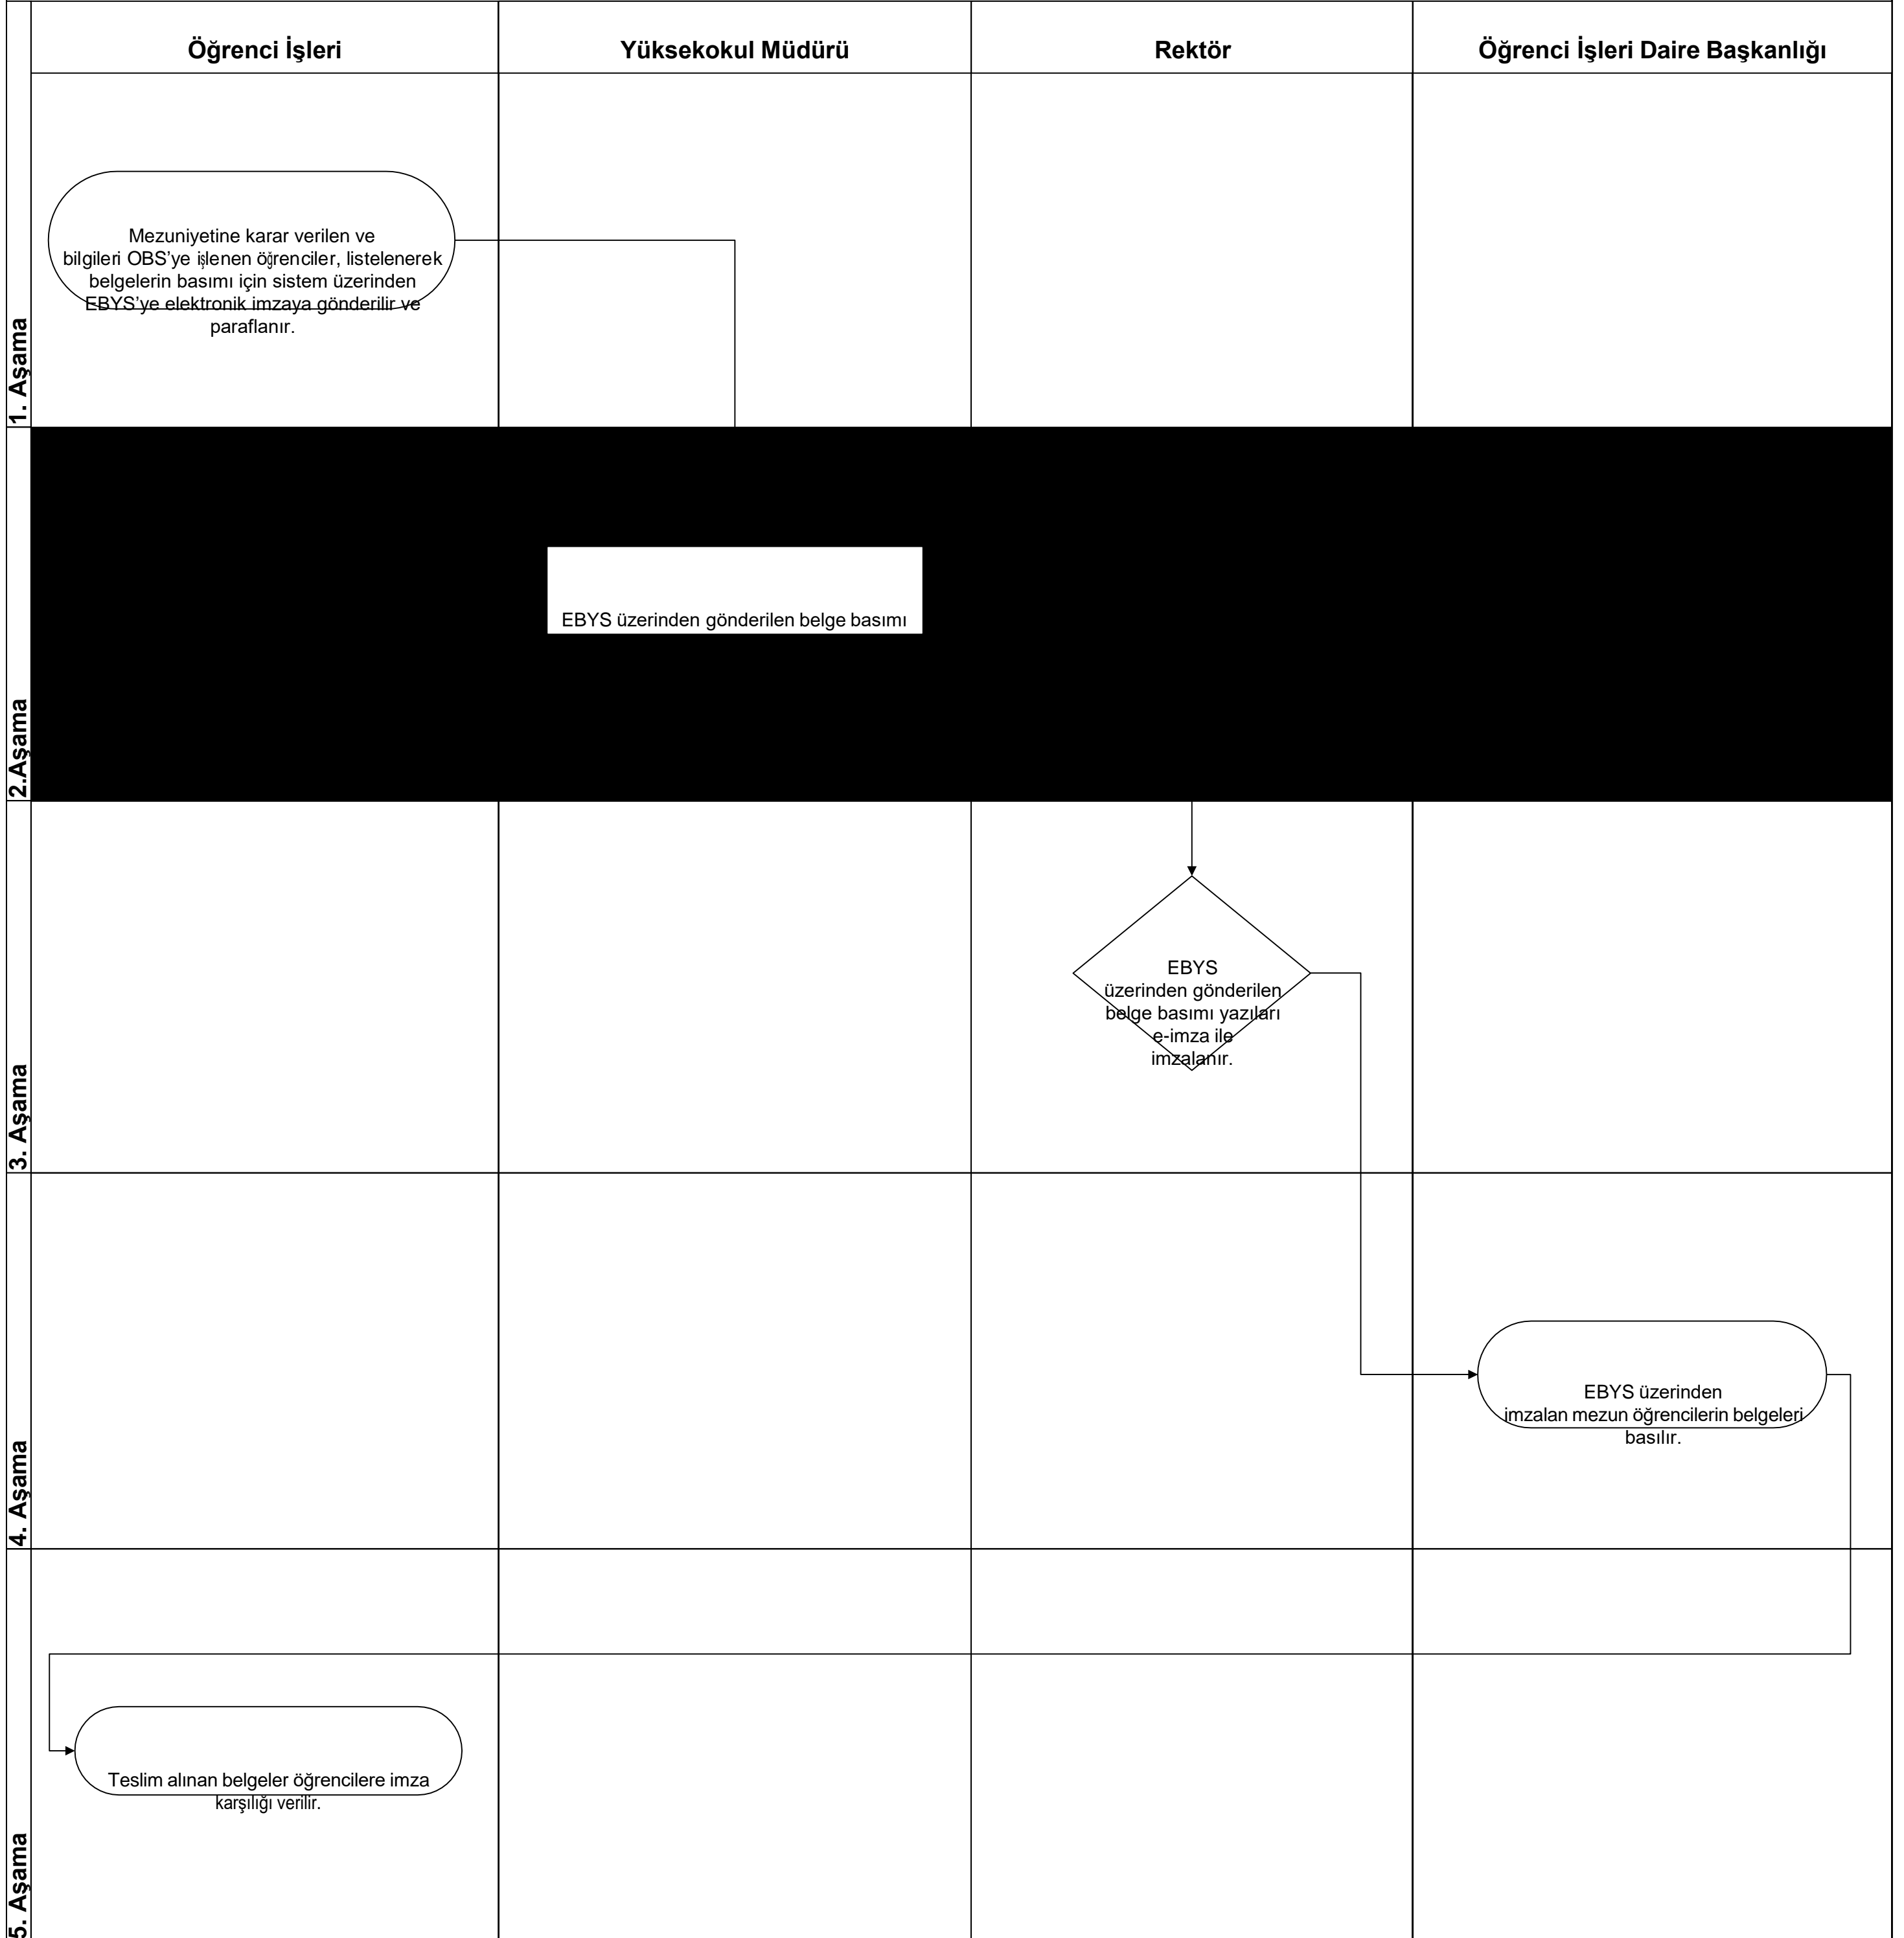 Öğrenci İşleri
Yüksekokul Müdürü
Rektör
Öğrenci İşleri Daire Başkanlığı
1. Aşama
Mezuniyetine karar verilen ve
bilgileri OBS’ye işlenen öğrenciler, listelenerek
belgelerin basımı için sistem üzerinden
EBYS’ye elektronik imzaya gönderilir ve
paraflanır.
2.Aşama
EBYS üzerinden gönderilen belge basımı
3. Aşama
EBYS
üzerinden gönderilen
belge basımı yazıları
e-imza ile
imzalanır.
4. Aşama
EBYS üzerinden
imzalan mezun öğrencilerin belgeleri
basılır.
5. Aşama
Teslim alınan belgeler öğrencilere imza
karşılığı verilir.